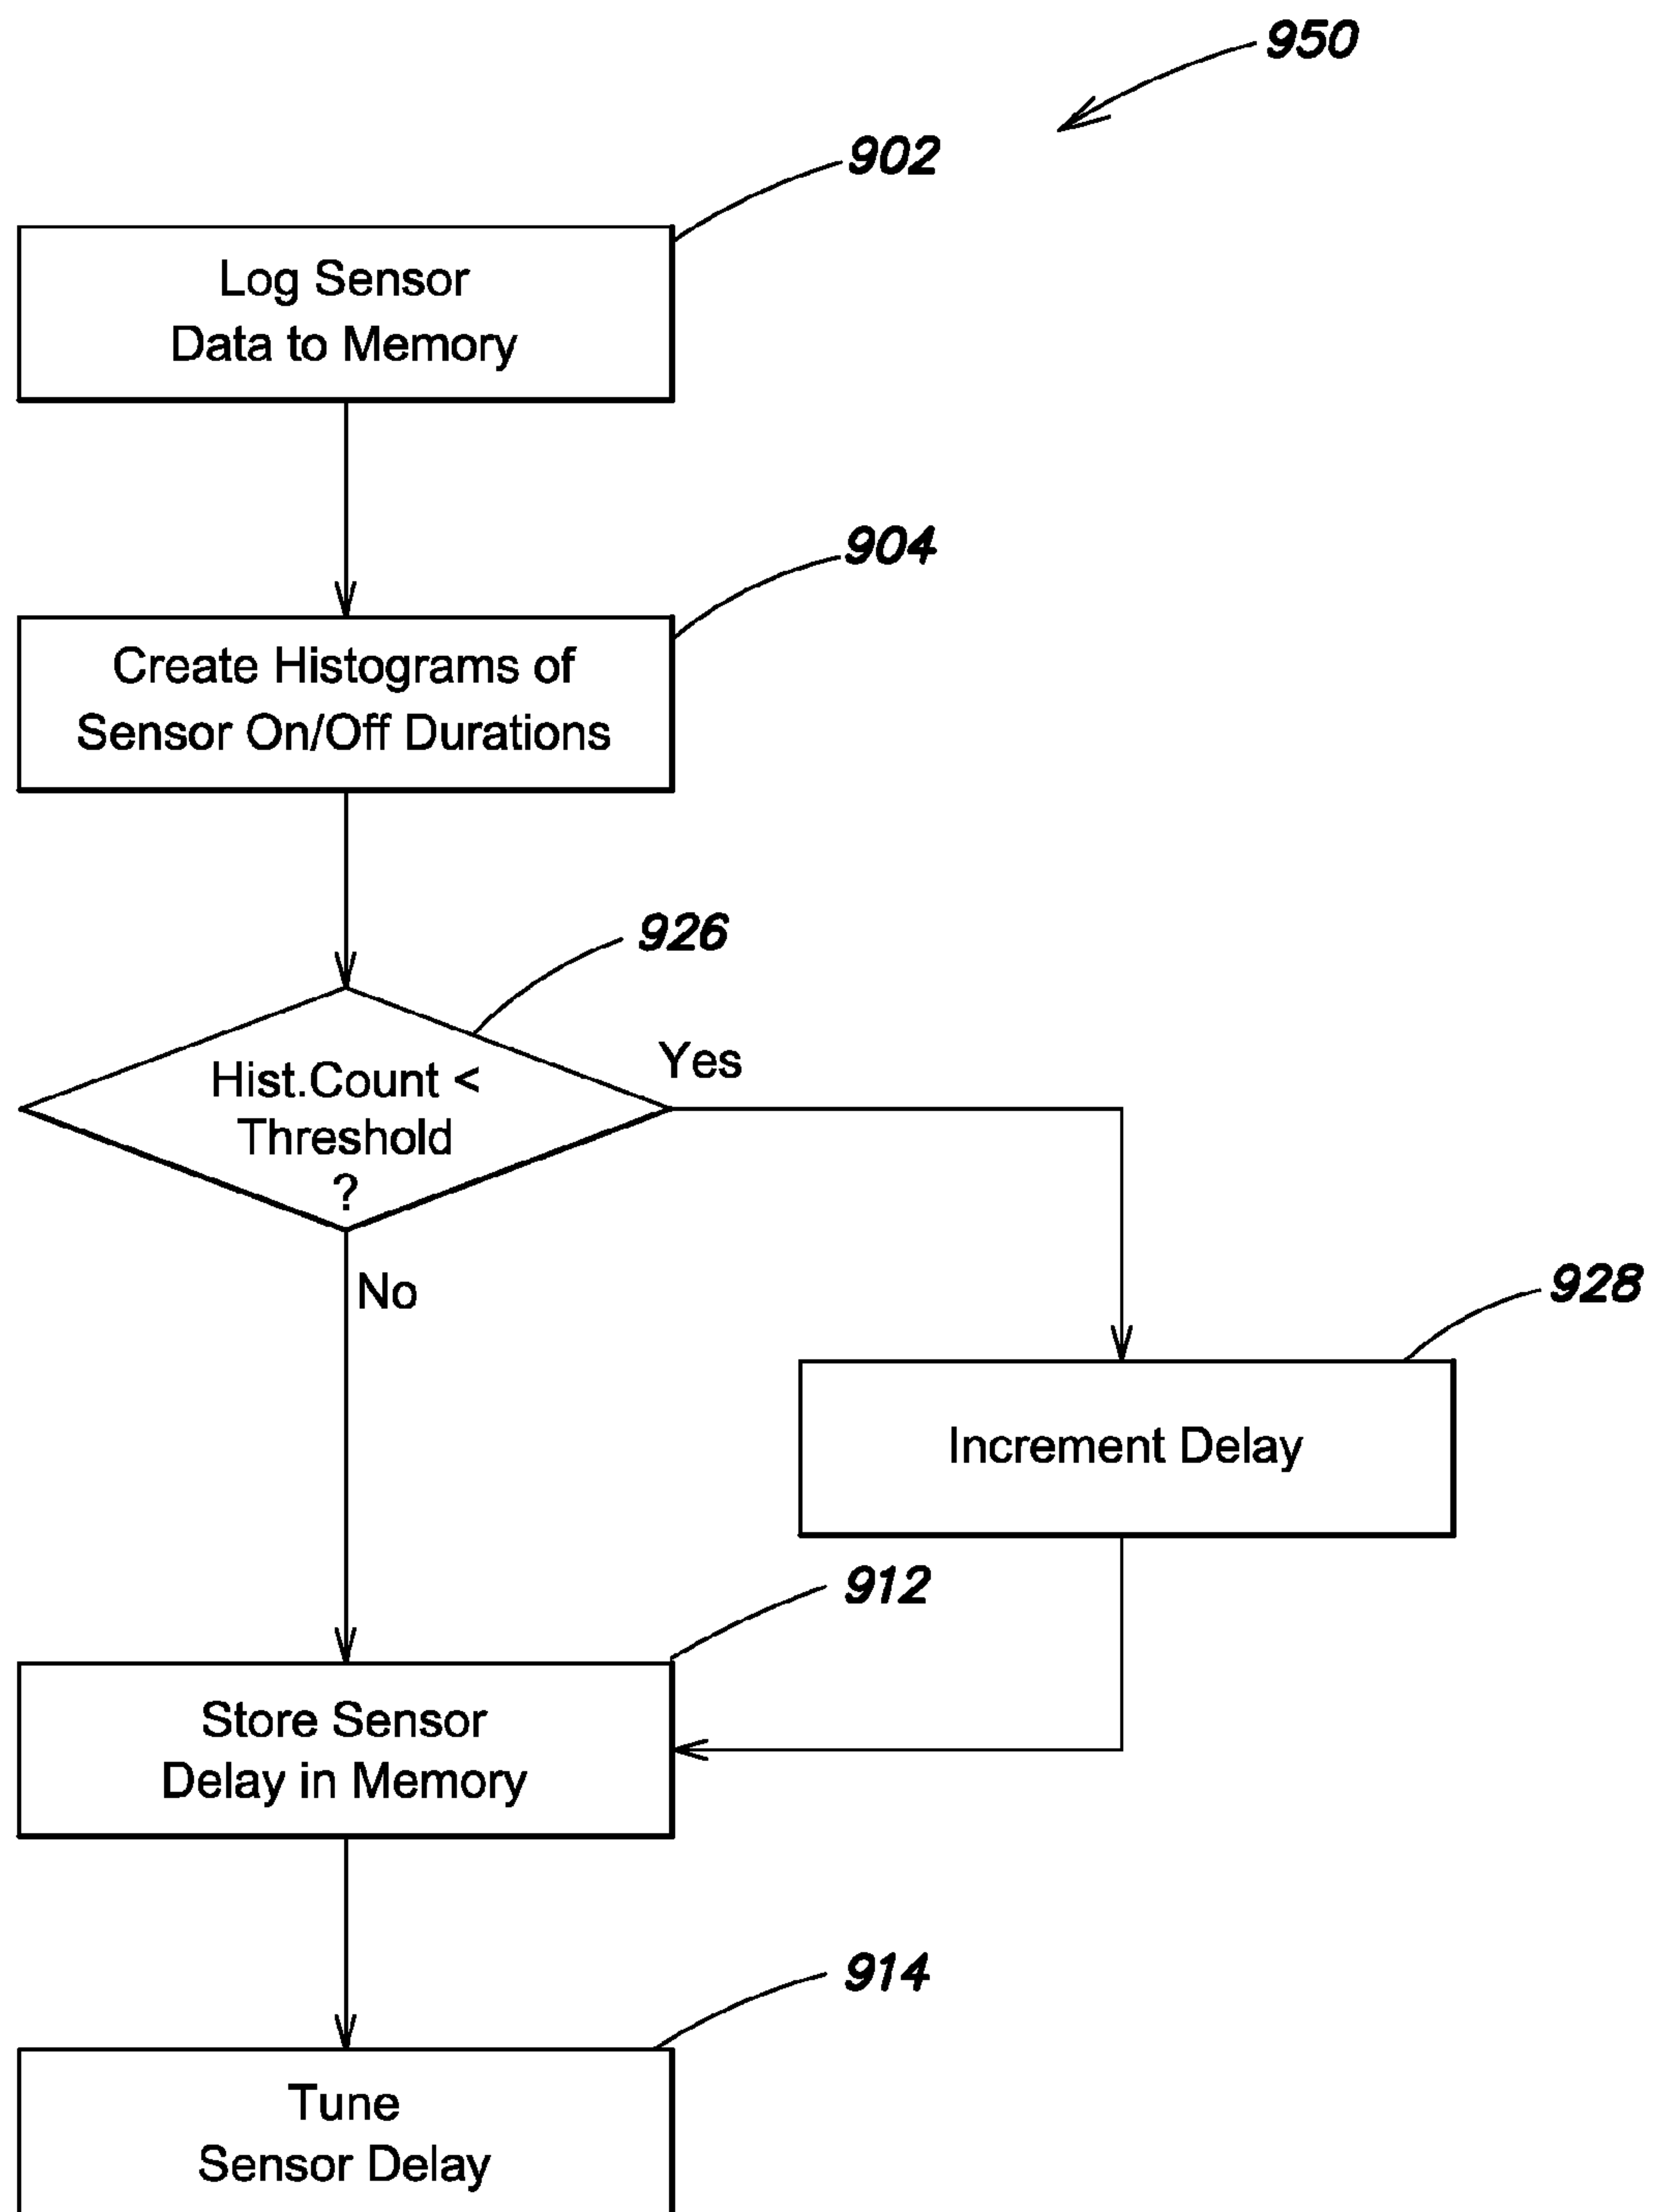 950
902
Log Sensor
Data to Memory
904
Create Histograms of
Sensor On/Off Durations
926
Hist.Count <
Threshold
?
Yes
No
928
Increment Delay
912
Store Sensor
Delay in Memory
914
Tune
Sensor Delay